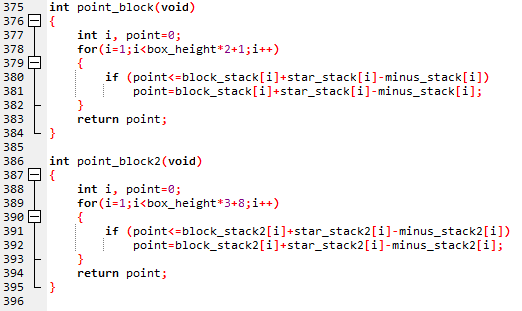 375 int point_block(void)
376 {
377     int i, point=0;
378     for(i=1;i<box_height*2+1;i++)
379     {
380         if (point<=block_stack[i]+star_stack[i]-minus_stack[i])
381             point=block_stack[i]+star_stack[i]-minus_stack[i];
382     }
383     return point;
384 }
385
386 int point_block2(void)
387 {
388     int i, point=0;
389     for(i=1;i<box_height*3+8;i++)
390     {
391         if (point<=block_stack2[i]+star_stack2[i]-minus_stack2[i])
392             point=block_stack2[i]+star_stack2[i]-minus_stack2[i];
393     }
394     return point;
395 }
396